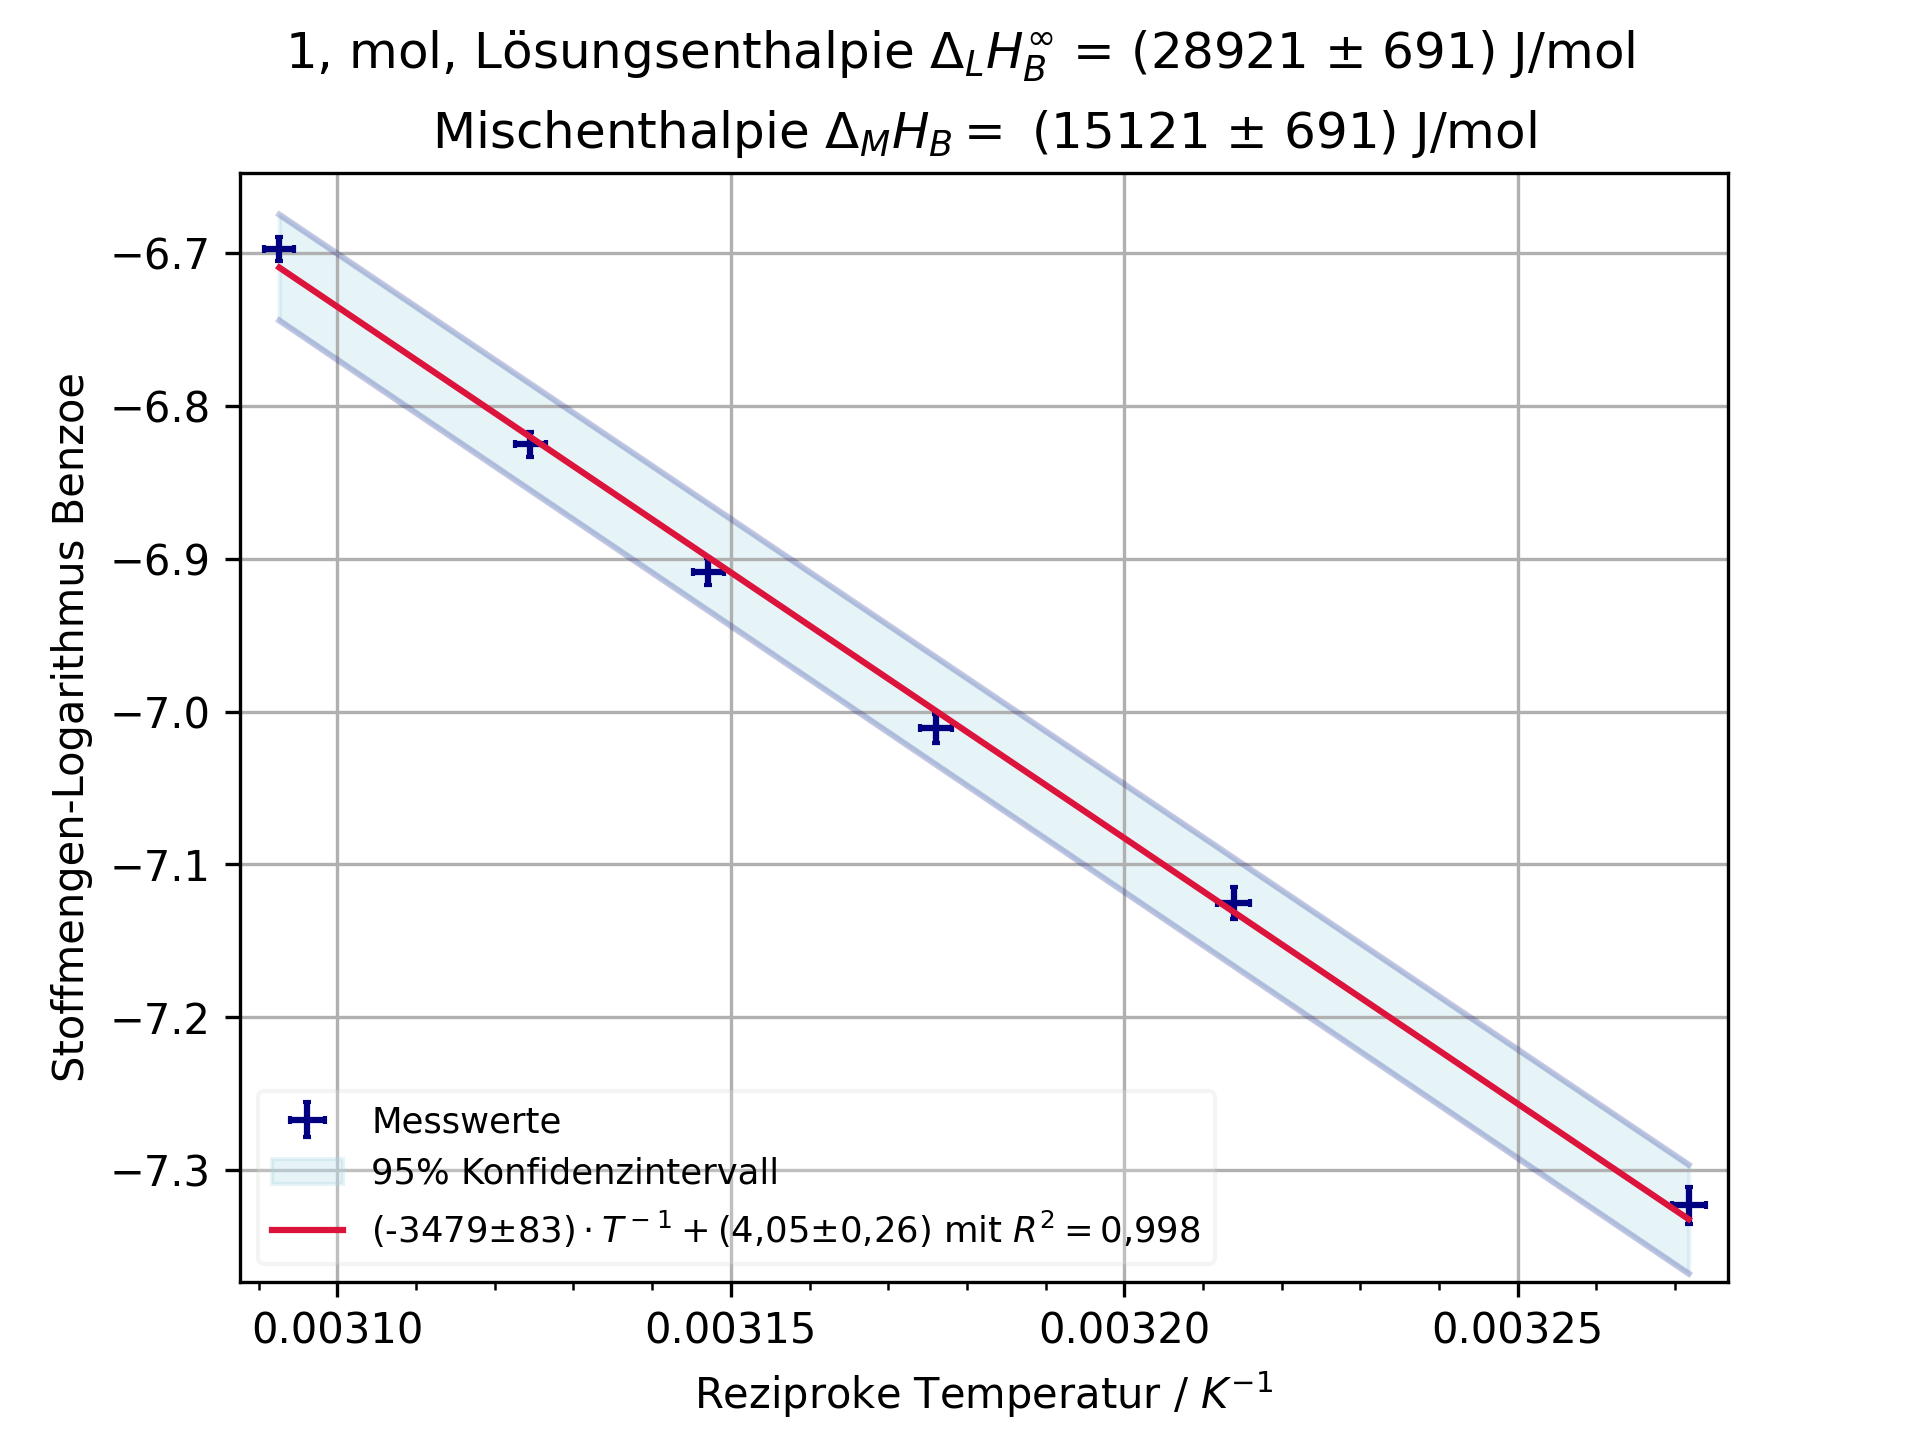 1, mol, Lösungsenthalpie Δ_L H_B^∞ = (28921 ± 691) J/mol
Mischenthalpie Δ_M H_B = (15121 ± 691) J/mol
Stoffmengen-Logarithmus Benzoe
−6.7
−6.8
−6.9
−7.0
−7.1
−7.2
−7.3
Messwerte
95% Konfidenzintervall
(-3479±83) · T^−1 + (4,05±0,26) mit R^2 = 0,998
0.00310 0.00315 0.00320 0.00325
Reziproke Temperatur / K^−1